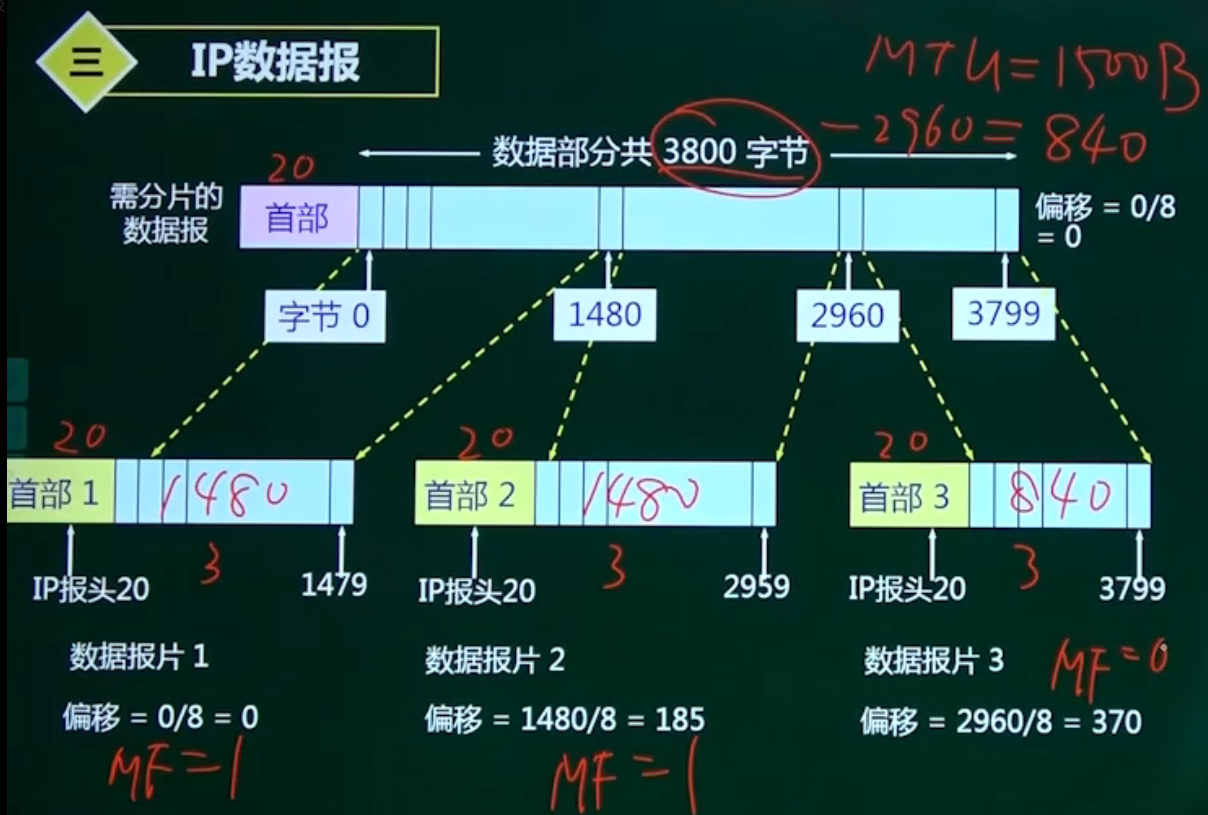 三
IP数据报
MTU=1500B
数据部分共 3800 字节
-2960=840
20
需分片的
数据报
首部
偏移 = 0/8
= 0
字节 0
1480
2960
3799
20
20
20
首部 1
1480
首部 2
1480
首部 3
840
IP报头20
3
1479
IP报头20
3
2959
IP报头20
3
3799
数据报片 1
数据报片 2
数据报片 3
MF=0
偏移 = 0/8 = 0
偏移 = 1480/8 = 185
偏移 = 2960/8 = 370
MF=1
MF=1